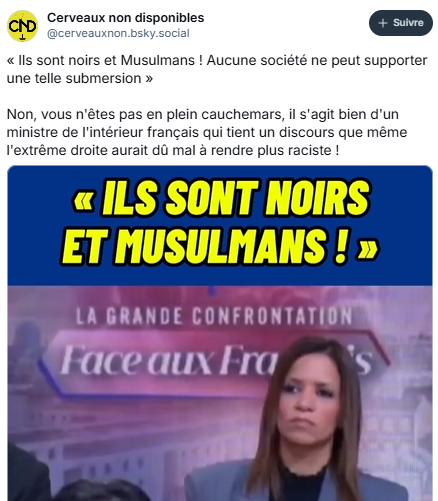 CND
Cerveaux non disponibles
@cerveauxnon.bsky.social
+ Suivre
« Ils sont noirs et Musulmans ! Aucune société ne peut supporter
une telle submersion »
Non, vous n'êtes pas en plein cauchemars, il s'agit bien d'un
ministre de l'intérieur français qui tient un discours que même
l'extrême droite aurait dû mal à rendre plus raciste !
« ILS SONT NOIRS
ET MUSULMANS ! »
LA GRANDE CONFRONTATION
Face aux Fra is